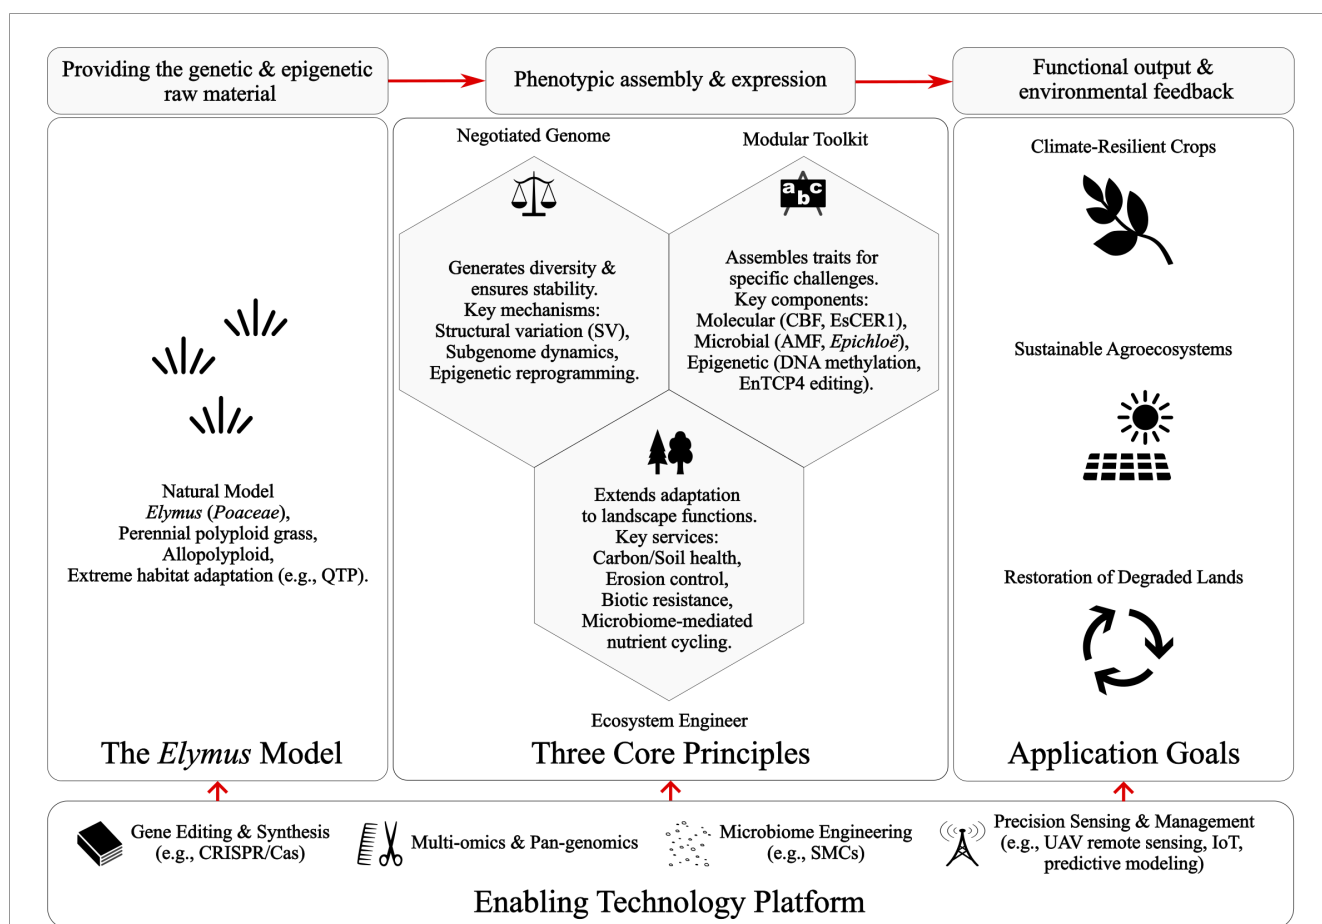 Providing the genetic & epigenetic
raw material
Phenotypic assembly & expression
Functional output &
environmental feedback
Natural Model
Elymus (Poaceae),
Perennial polyploid grass,
Allopolyploid,
Extreme habitat adaptation (e.g., QTP).
The Elymus Model
Negotiated Genome
Generates diversity &
ensures stability.
Key mechanisms:
Structural variation (SV),
Subgenome dynamics,
Epigenetic reprogramming.
Modular Toolkit
abc
Assembles traits for
specific challenges.
Key components:
Molecular (CBF, EsCER1),
Microbial (AMF, Epichloë),
Epigenetic (DNA methylation,
EnTCP4 editing).
Extends adaptation
to landscape functions.
Key services:
Carbon/Soil health,
Erosion control,
Biotic resistance,
Microbiome-mediated
nutrient cycling.
Ecosystem Engineer
Three Core Principles
Climate-Resilient Crops
Sustainable Agroecosystems
Restoration of Degraded Lands
Application Goals
Gene Editing & Synthesis
(e.g., CRISPR/Cas)
Multi-omics & Pan-genomics
Microbiome Engineering
(e.g., SMCs)
Precision Sensing & Management
(e.g., UAV remote sensing, IoT,
predictive modeling)
Enabling Technology Platform